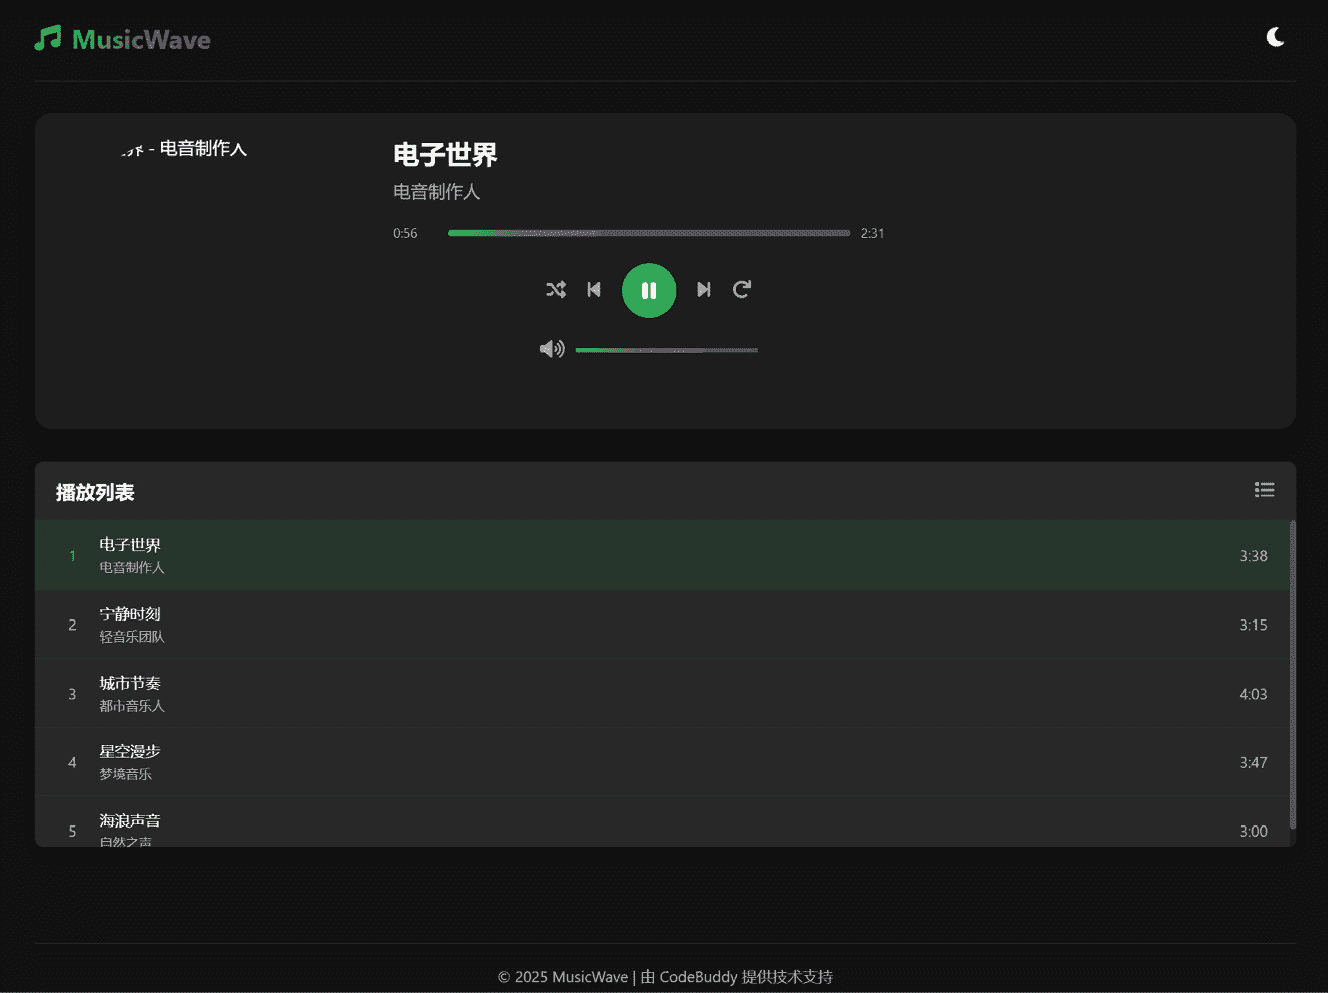 MusicWave
- 电音制作人
电子世界
电音制作人
0:56 2:31
播放列表
1 电子世界 3:38
电音制作人
2 宁静时刻 3:15
轻音乐团队
3 城市节奏 4:03
都市音乐人
4 星空漫步 3:47
梦境音乐
5 海浪声音 3:00
自然之声
© 2025 MusicWave | 由 CodeBuddy 提供技术支持